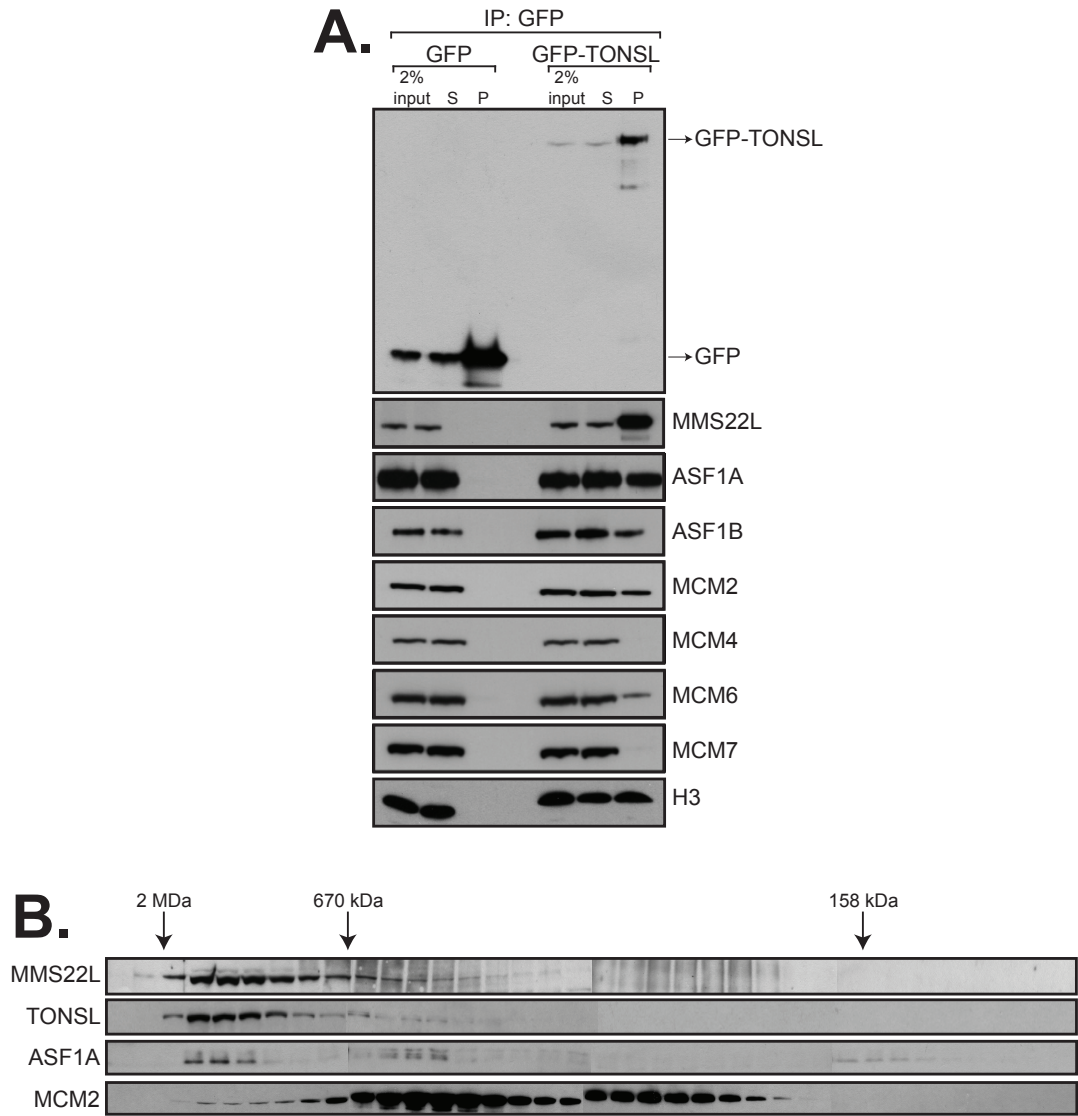 A.
IP: GFP
GFP GFP-TONSL
2% 2%
input S P input S P
→GFP-TONSL
→GFP
MMS22L
ASF1A
ASF1B
MCM2
MCM4
MCM6
MCM7
H3
B.
2 MDa 670 kDa 158 kDa
MMS22L
TONSL
ASF1A
MCM2